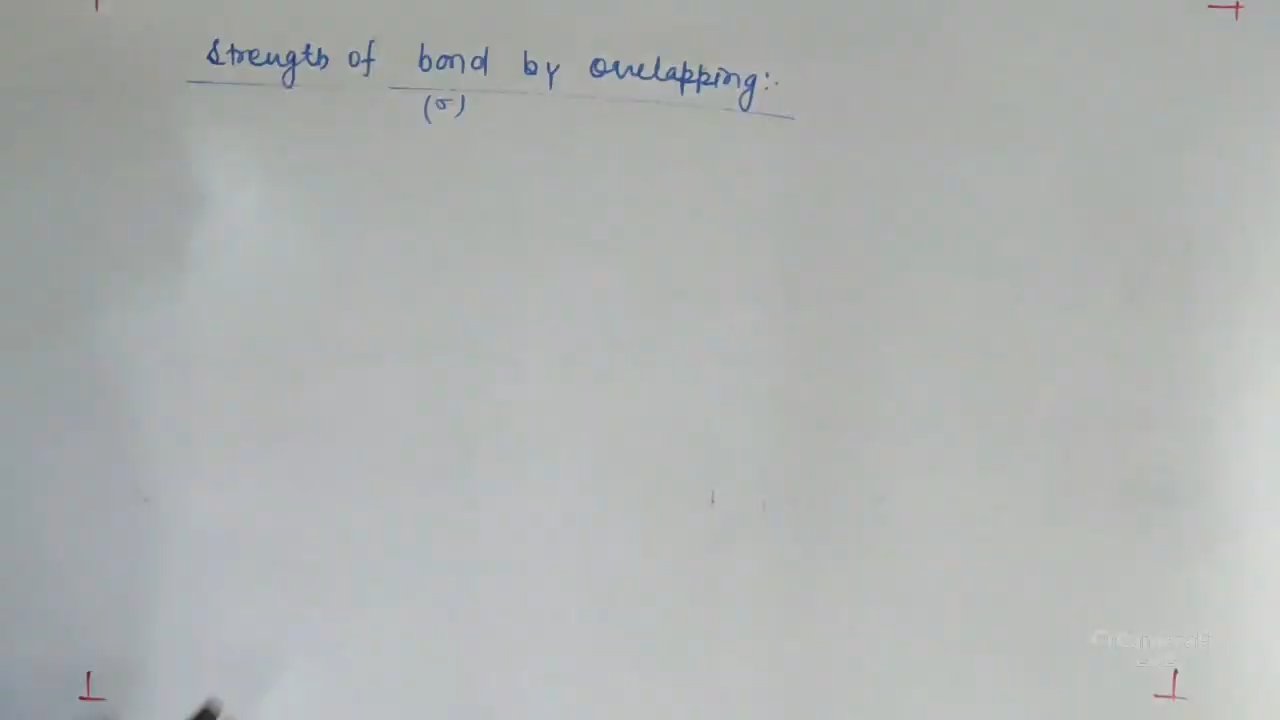 Strength of bond by overlapping:-
(σ)